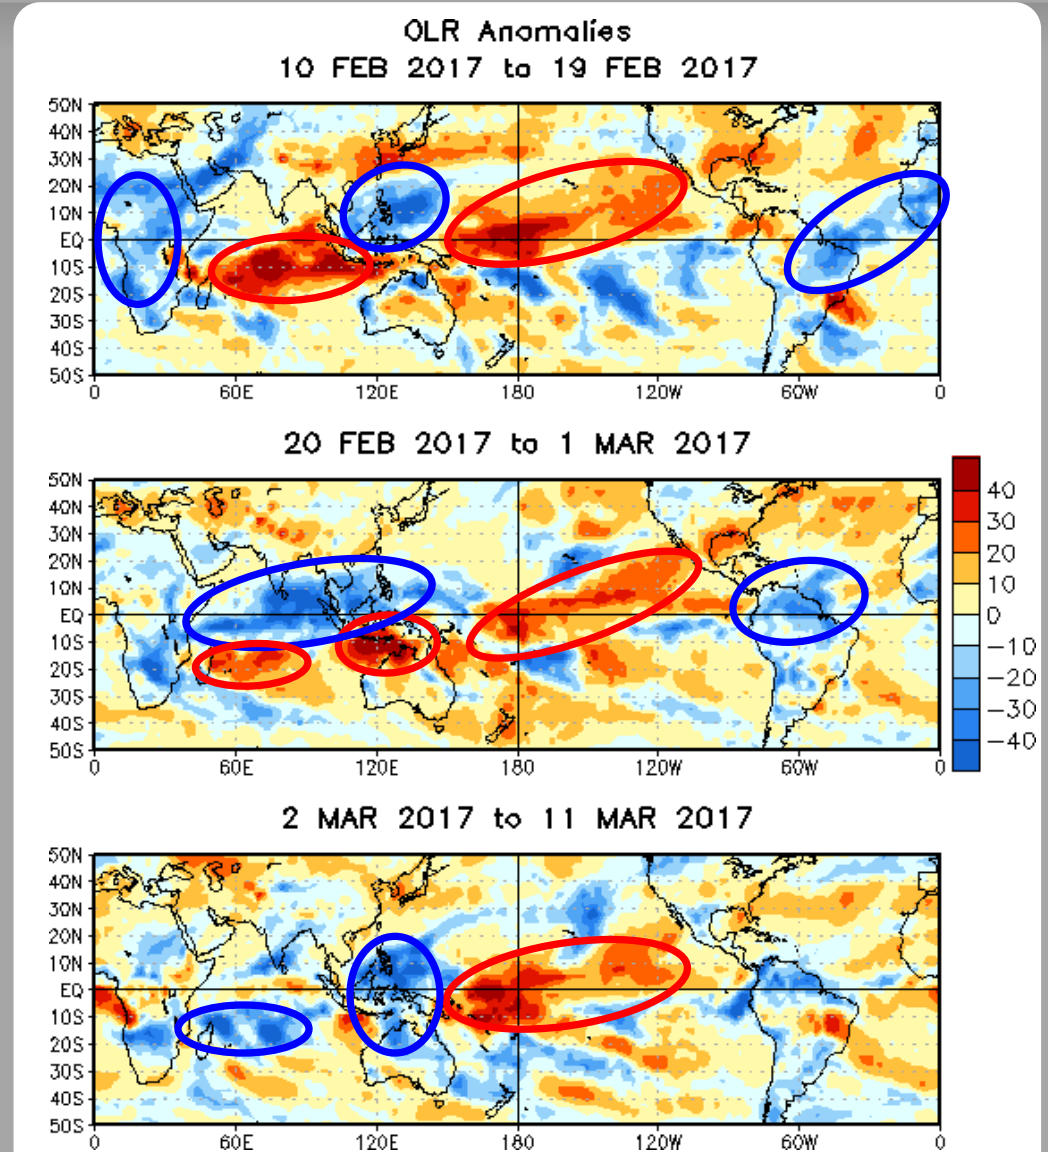 OLR Anomalies
10 FEB 2017 to 19 FEB 2017
50N
40N
30N
20N
10N
EQ
10S
20S
30S
40S
50S
0 60E 120E 180 120W 60W 0
20 FEB 2017 to 1 MAR 2017
50N
40N
30N
20N
10N
EQ
10S
20S
30S
40S
50S
0 60E 120E 180 120W 60W 0
40
30
20
10
0
−10
−20
−30
−40
2 MAR 2017 to 11 MAR 2017
50N
40N
30N
20N
10N
EQ
10S
20S
30S
40S
50S
0 60E 120E 180 120W 60W 0